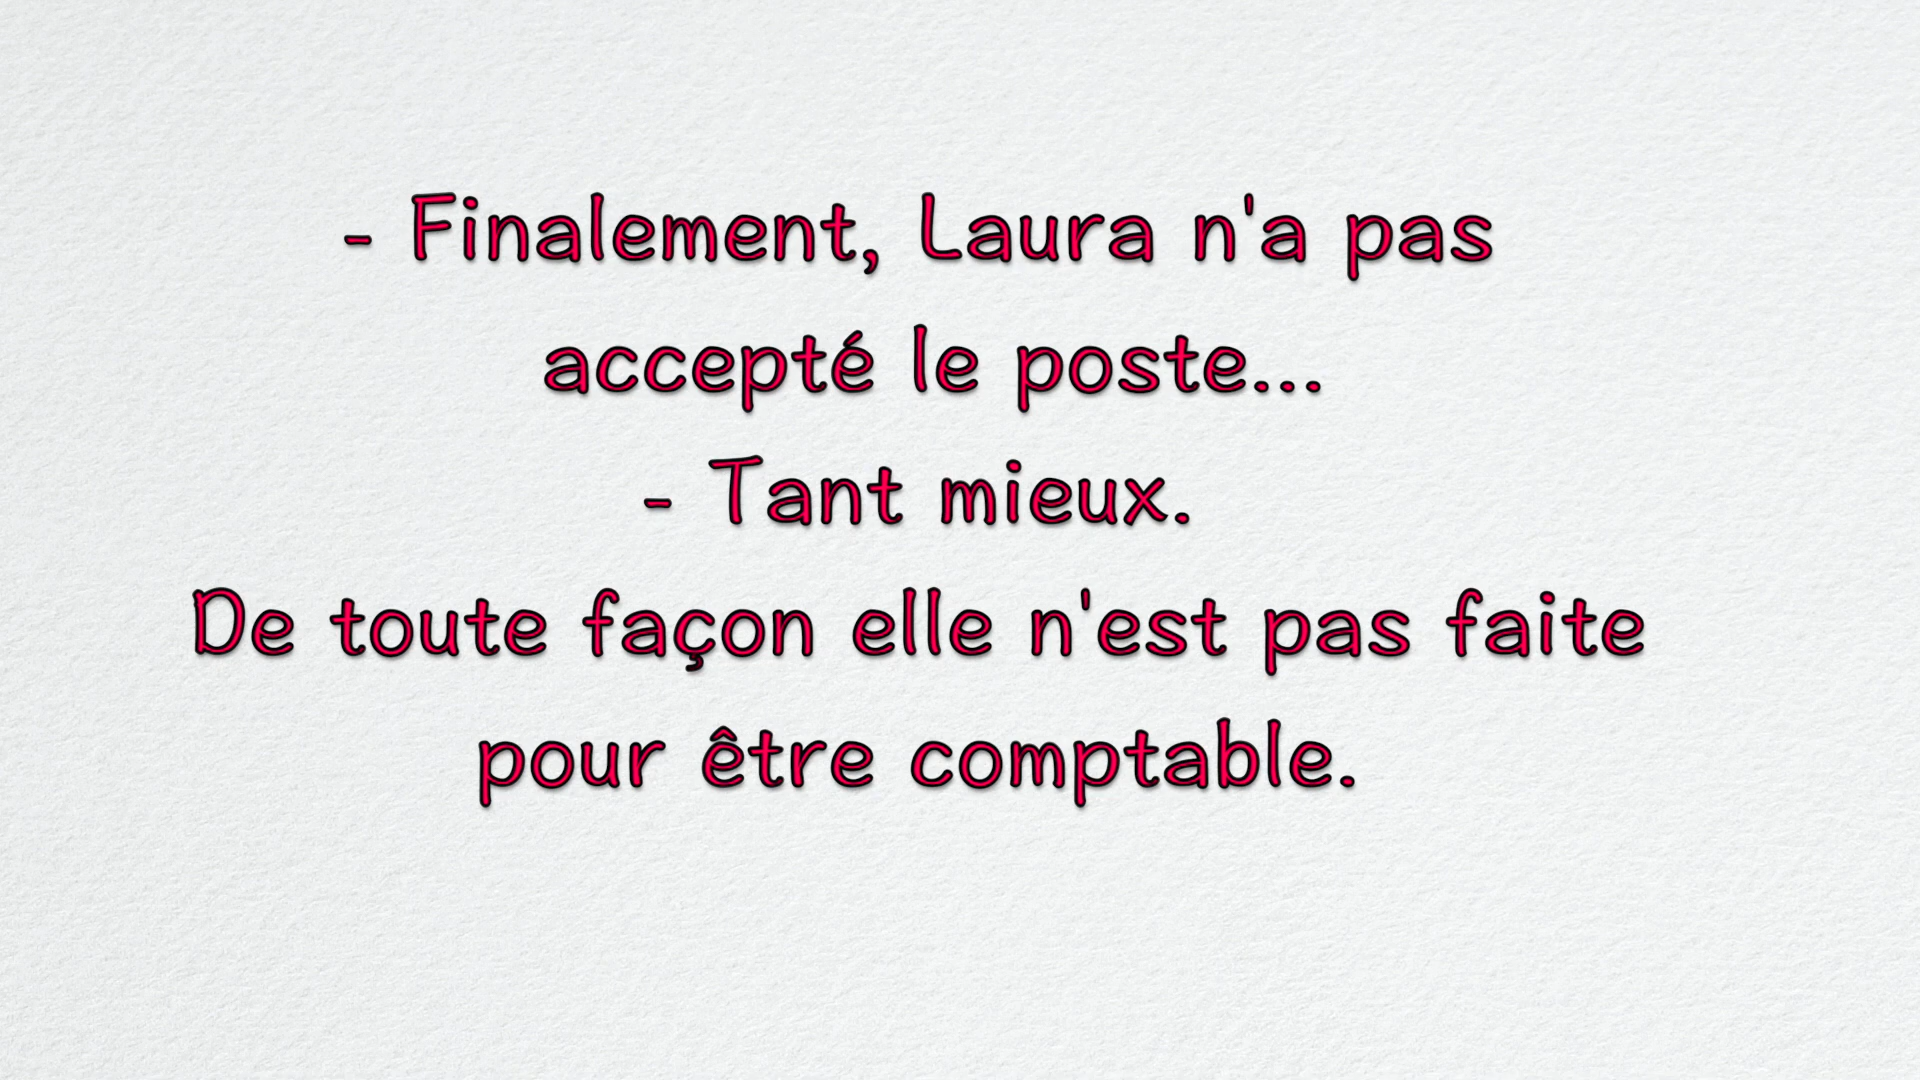 - Finalement, Laura n'a pas
accepté le poste...
- Tant mieux.
De toute façon elle n'est pas faite
pour être comptable.